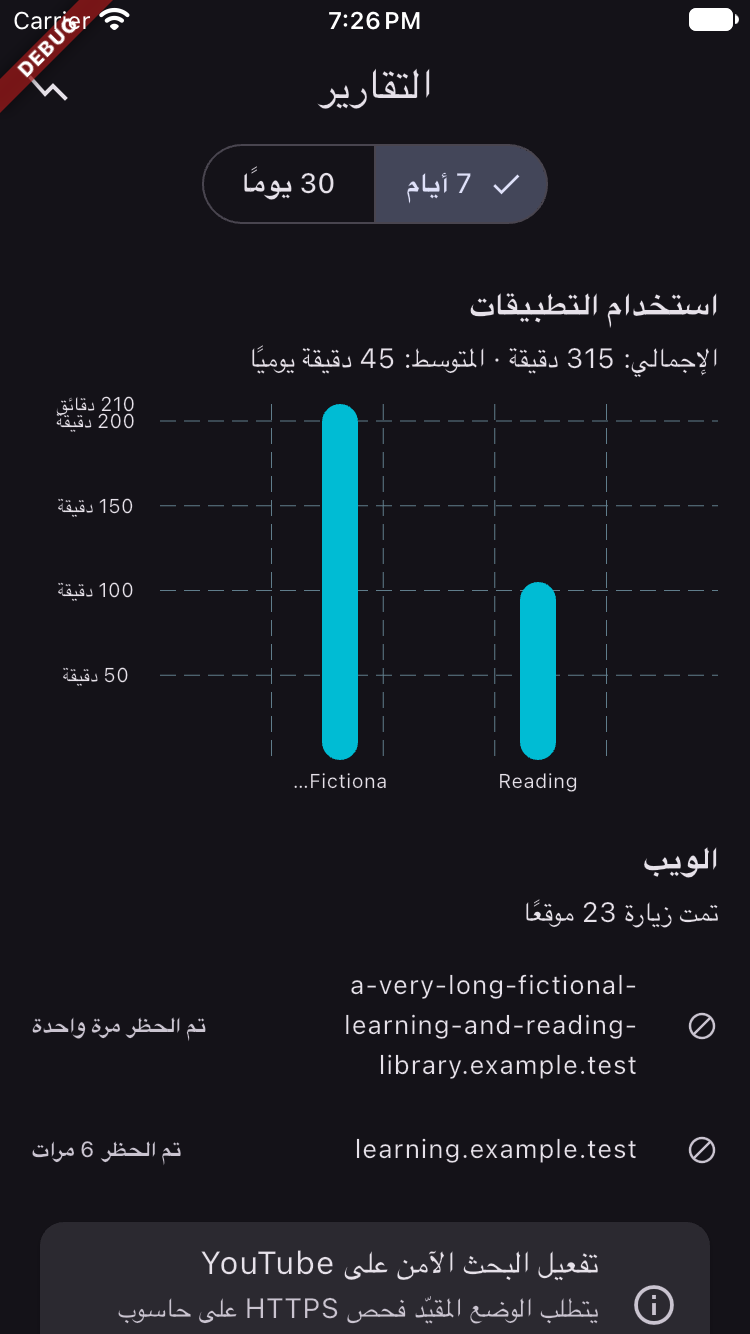 Carrier
7:26 PM
DEBUG
التقارير
7 أيام
30 يومًا
استخدام التطبيقات
الإجمالي: 315 دقيقة · المتوسط: 45 دقيقة يوميًا
210 دقائق
200 دقيقة
150 دقيقة
100 دقيقة
50 دقيقة
Reading
Fictiona...
الويب
تمت زيارة 23 موقعًا
a-very-long-fictional-
learning-and-reading-
library.example.test
تم الحظر مرة واحدة
learning.example.test
تم الحظر 6 مرات
تفعيل البحث الآمن على YouTube
يتطلب الوضع المقيّد فحص HTTPS على حاسوب